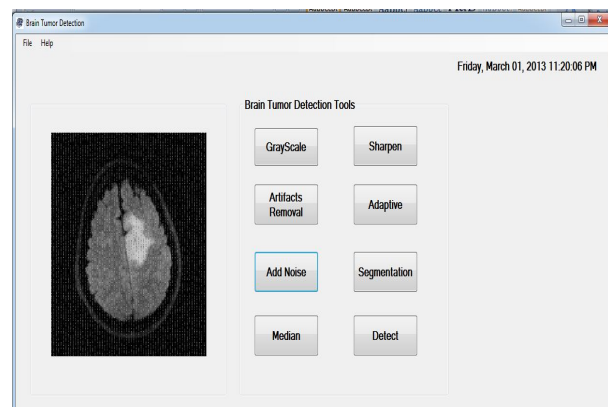 Brain Tumor Detection
File Help
Friday, March 01, 2013 11:20:06 PM
Brain Tumor Detection Tools
GrayScale
Sharpen
Artifacts
Removal
Adaptive
Add Noise
Segmentation
Median
Detect